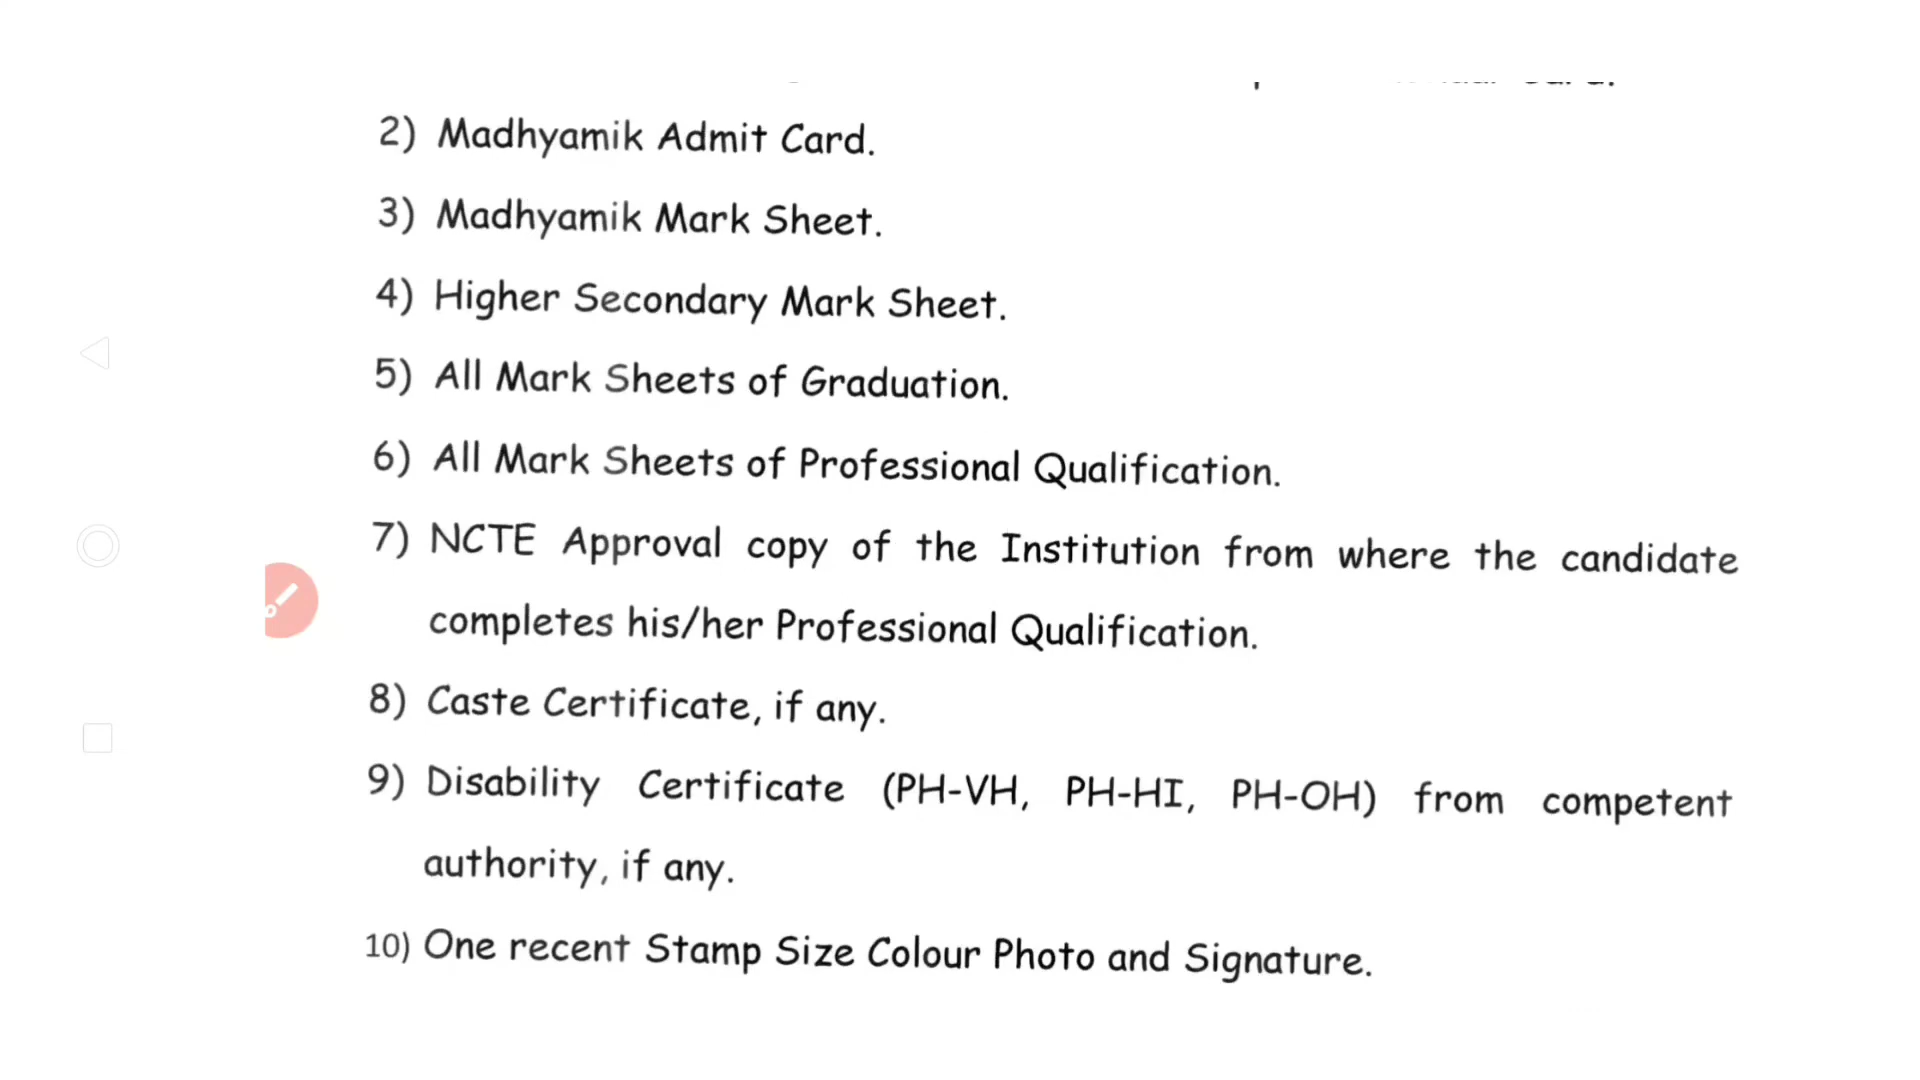 2) Madhyamik Admit Card.
3) Madhyamik Mark Sheet.
4) Higher Secondary Mark Sheet.
5) All Mark Sheets of Graduation.
6) All Mark Sheets of Professional Qualification.
7) NCTE Approval copy of the Institution from where the candidate
completes his/her Professional Qualification.
8) Caste Certificate, if any.
9) Disability Certificate (PH-VH, PH-HI, PH-OH) from competent
authority, if any.
10) One recent Stamp Size Colour Photo and Signature.